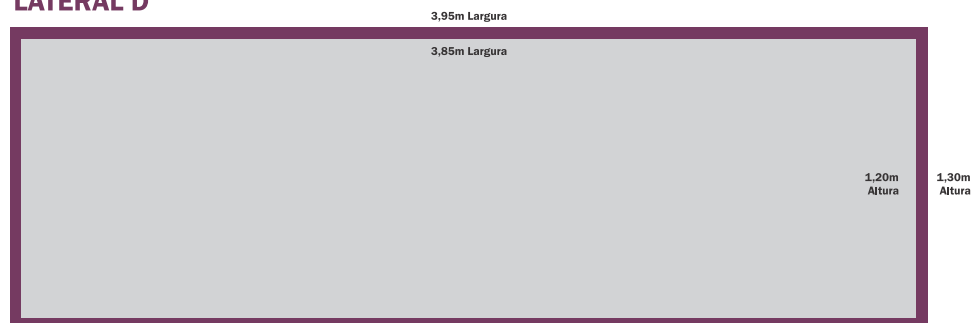 LATERAL D
3,95m Largura
3,85m Largura
1,20m
Altura
1,30m
Altura